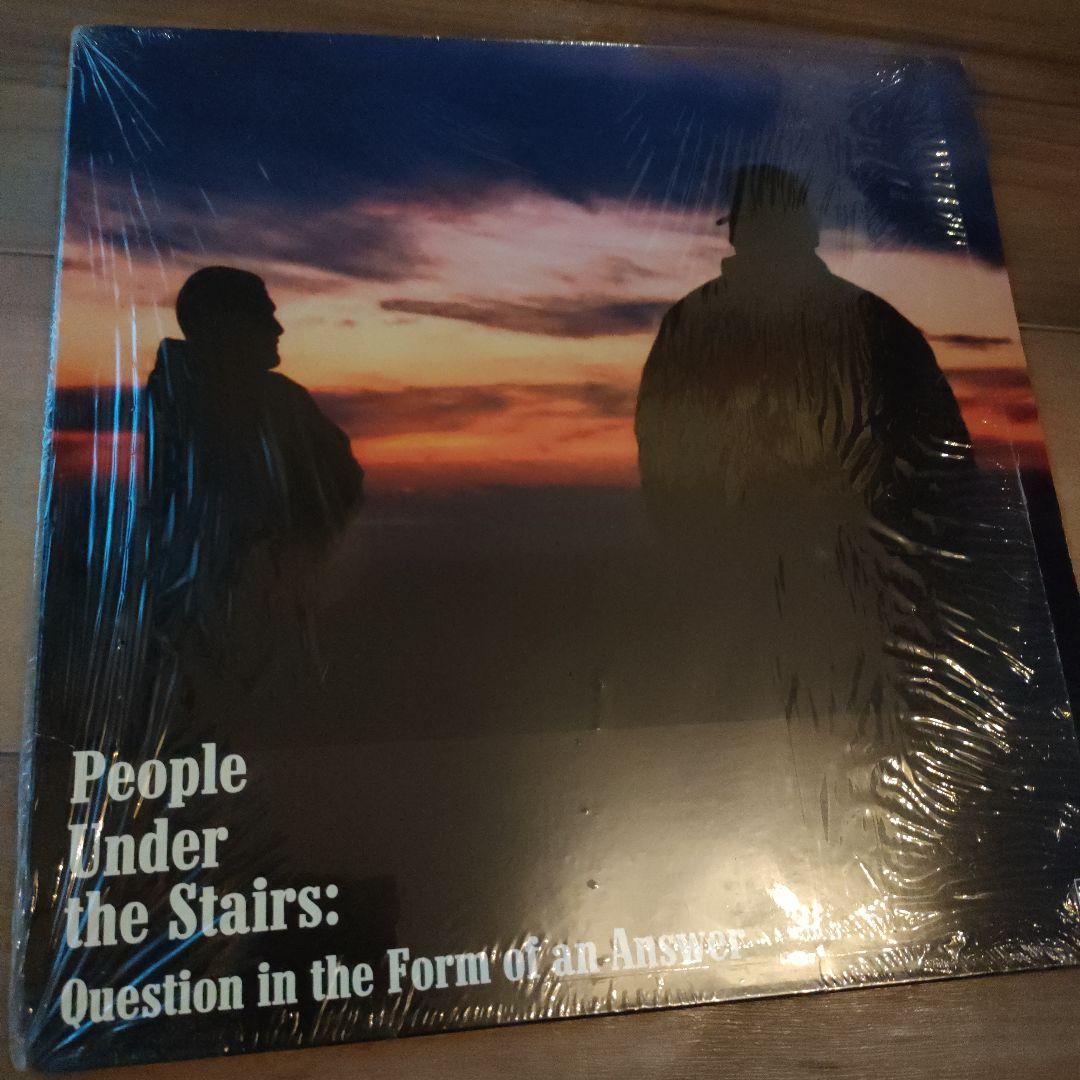 People
Under
the Stairs:
Question in the Form of an Answer